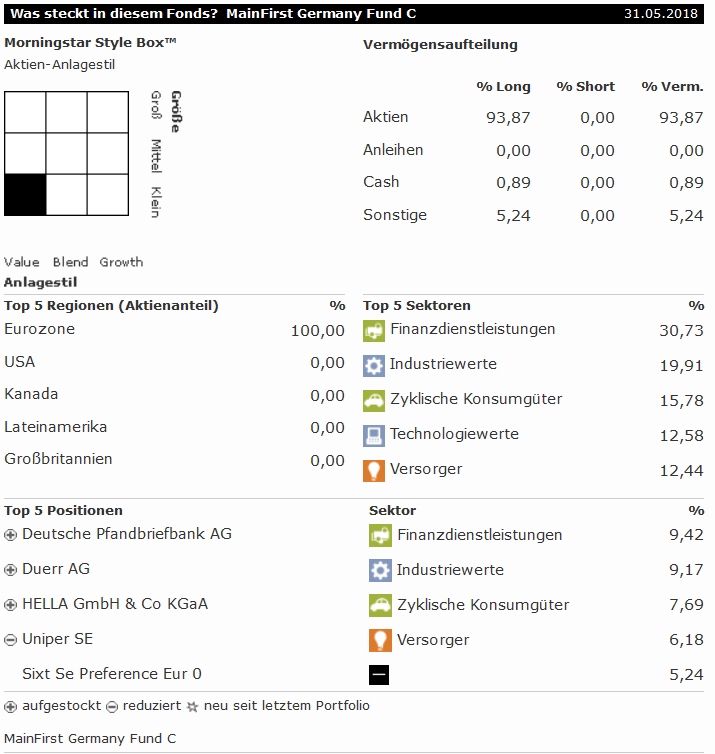 Was steckt in diesem Fonds? MainFirst Germany Fund C 31.05.2018
Morningstar Style Box™
Aktien-Anlagestil
Größe
Groß Mittel Klein
Value Blend Growth
Anlagestil
Vermögensaufteilung
% Long % Short % Verm.
Aktien 93,87 0,00 93,87
Anleihen 0,00 0,00 0,00
Cash 0,89 0,00 0,89
Sonstige 5,24 0,00 5,24
Top 5 Regionen (Aktienanteil) %
Eurozone 100,00
USA 0,00
Kanada 0,00
Lateinamerika 0,00
Großbritannien 0,00
Top 5 Sektoren %
Finanzdienstleistungen 30,73
Industriewerte 19,91
Zyklische Konsumgüter 15,78
Technologiewerte 12,58
Versorger 12,44
Top 5 Positionen Sektor %
Deutsche Pfandbriefbank AG Finanzdienstleistungen 9,42
Duerr AG Industriewerte 9,17
HELLA GmbH & Co KGaA Zyklische Konsumgüter 7,69
Uniper SE Versorger 6,18
Sixt Se Preference Eur 0 5,24
aufgestockt reduziert neu seit letztem Portfolio
MainFirst Germany Fund C